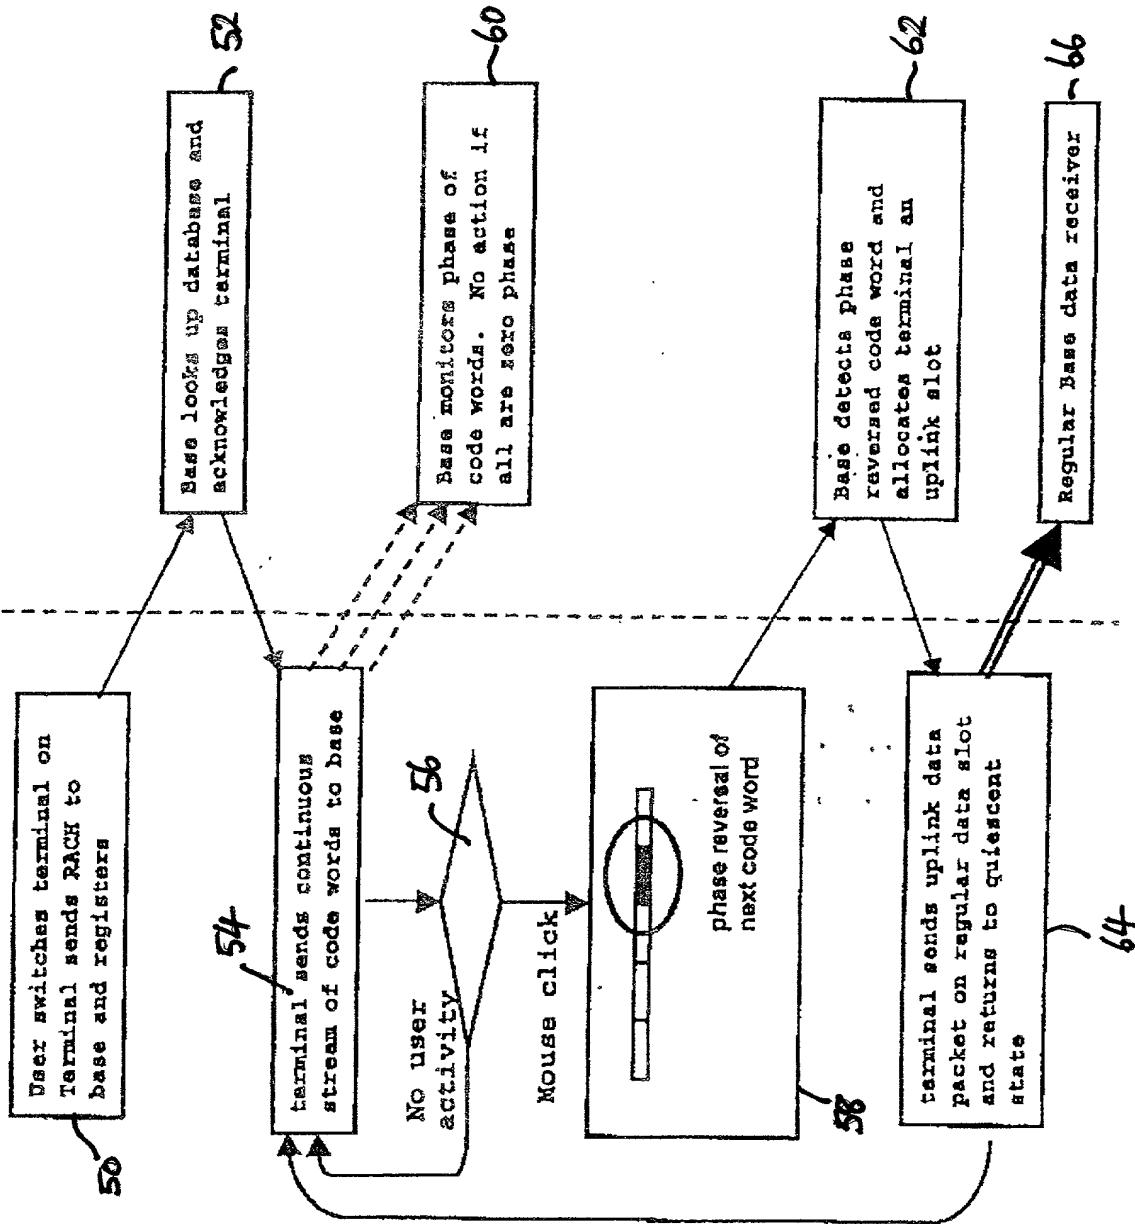 User switches terminal on
Terminal sends RACH to
base and registers
50
Base looks up database and
acknowledges terminal
52
54
terminal sends continuous
stream of code words to base
Base monitors phase of
code words. No action if
all are zero phase
60
56
No user
activity
Mouse click
phase reversal of
next code word
58
Base detects phase
reversed code word and
allocates terminal an
uplink slot
62
terminal sends uplink data
packet on regular data slot
and returns to quiescent
state
64
Regular Base data receiver
66